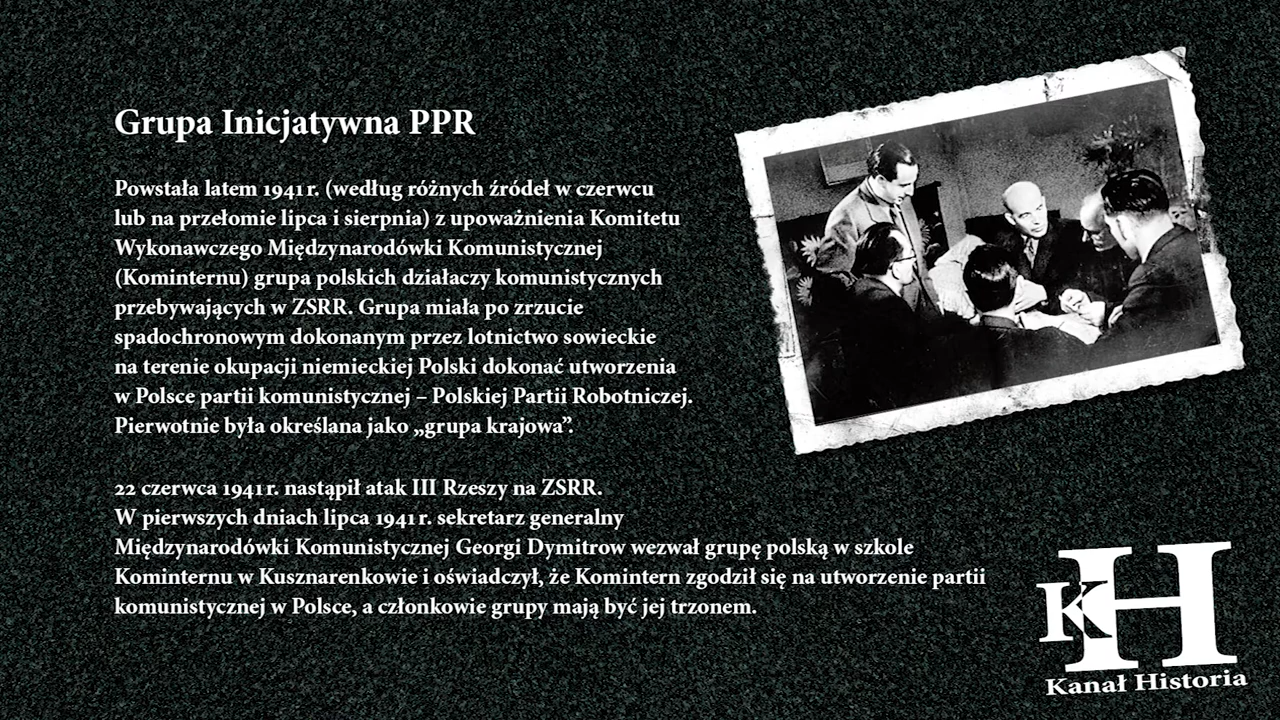 Grupa Inicjatywna PPR
Powstała latem 1941 r. (według różnych źródeł w czerwcu
lub na przełomie lipca i sierpnia) z upoważnienia Komitetu
Wykonawczego Międzynarodówki Komunistycznej
(Kominternu) grupa polskich działaczy komunistycznych
przebywających w ZSRR. Grupa miała po zrzucie
spadochronowym dokonanym przez lotnictwo sowieckie
na terenie okupacji niemieckiej Polski dokonać utworzenia
w Polsce partii komunistycznej – Polskiej Partii Robotniczej.
Pierwotnie była określana jako „grupa krajowa”.
22 czerwca 1941 r. nastąpił atak III Rzeszy na ZSRR.
W pierwszych dniach lipca 1941 r. sekretarz generalny
Międzynarodówki Komunistycznej Georgi Dymitrow wezwał grupę polską w szkole
Kominternu w Kusznarenkowie i oświadczył, że Komintern zgodził się na utworzenie partii
komunistycznej w Polsce, a członkowie grupy mają być jej trzonem.
KH
Kanał Historia